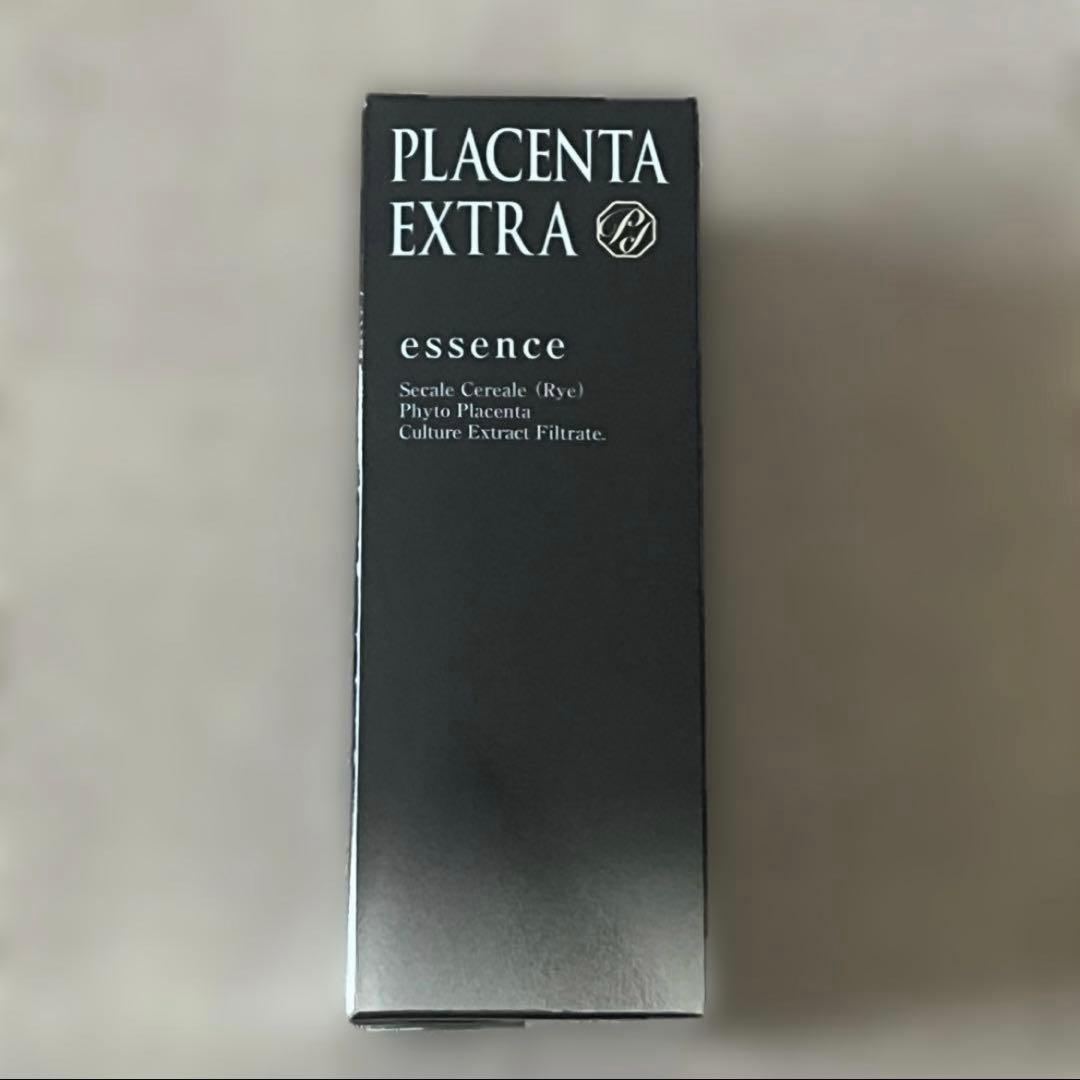 PLACENTA
EXTRA
essence
Secale Cereale (Rye)
Phyto Placenta
Culture Extract Filtrate.